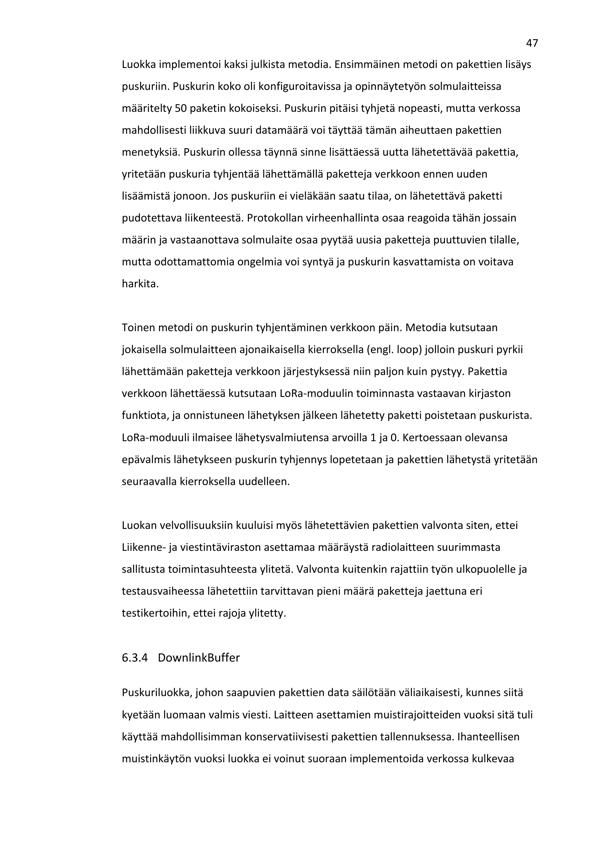 47
Luokka implementoi kaksi julkista metodia. Ensimmäinen metodi on pakettien lisäys
puskuriin. Puskurin koko oli konfiguroitavissa ja opinnäytetyön solmulaitteissa
määritelty 50 paketin kokoiseksi. Puskurin pitäisi tyhjetä nopeasti, mutta verkossa
mahdollisesti liikkuva suuri datamäärä voi täyttää tämän aiheuttaen pakettien
menetyksiä. Puskurin ollessa täynnä sinne lisättäessä uutta lähetettävää pakettia,
yritetään puskuria tyhjentää lähettämällä paketteja verkkoon ennen uuden
lisäämistä jonoon. Jos puskuriin ei vieläkään saatu tilaa, on lähetettävä paketti
pudotettava liikenteestä. Protokollan virheenhallinta osaa reagoida tähän jossain
määrin ja vastaanottava solmulaite osaa pyytää uusia paketteja puuttuvien tilalle,
mutta odottamattomia ongelmia voi syntyä ja puskurin kasvattamista on voitava
harkita.
Toinen metodi on puskurin tyhjentäminen verkkoon päin. Metodia kutsutaan
jokaisella solmulaitteen ajonaikaisella kierroksella (engl. loop) jolloin puskuri pyrkii
lähettämään paketteja verkkoon järjestyksessä niin paljon kuin pystyy. Pakettia
verkkoon lähettäessä kutsutaan LoRa-moduulin toiminnasta vastaavan kirjaston
funktiota, ja onnistuneen lähetyksen jälkeen lähetetty paketti poistetaan puskurista.
LoRa-moduuli ilmaisee lähetysvalmiutensa arvoilla 1 ja 0. Kertoessaan olevansa
epävalmis lähetykseen puskurin tyhjennys lopetetaan ja pakettien lähetystä yritetään
seuraavalla kierroksella uudelleen.
Luokan velvollisuuksiin kuuluisi myös lähetettävien pakettien valvonta siten, ettei
Liikenne- ja viestintäviraston asettamaa määräystä radiolaitteen suurimmasta
sallitusta toimintasuhteesta ylitetä. Valvonta kuitenkin rajattiin työn ulkopuolelle ja
testausvaiheessa lähetettiin tarvittavan pieni määrä paketteja jaettuna eri
testikertoihin, ettei rajoja ylitetty.
6.3.4 DownlinkBuffer
Puskuriluokka, johon saapuvien pakettien data säilötään väliaikaisesti, kunnes siitä
kyetään luomaan valmis viesti. Laitteen asettamien muistirajoitteiden vuoksi sitä tuli
käyttää mahdollisimman konservatiivisesti pakettien tallennuksessa. Ihanteellisen
muistinkäytön vuoksi luokka ei voinut suoraan implementoida verkossa kulkevaa